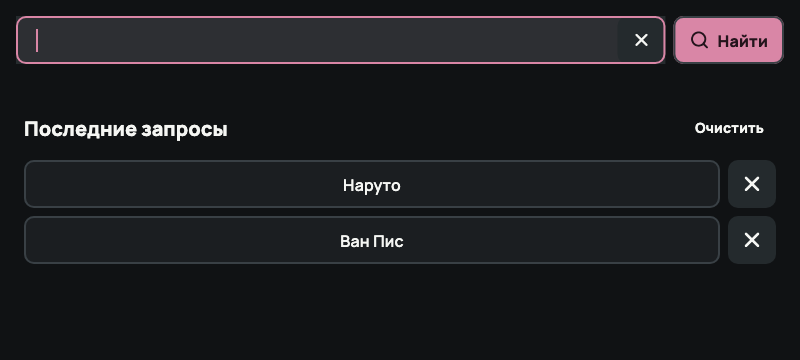 Найти
Последние запросы
Очистить
Наруто
Ван Пис